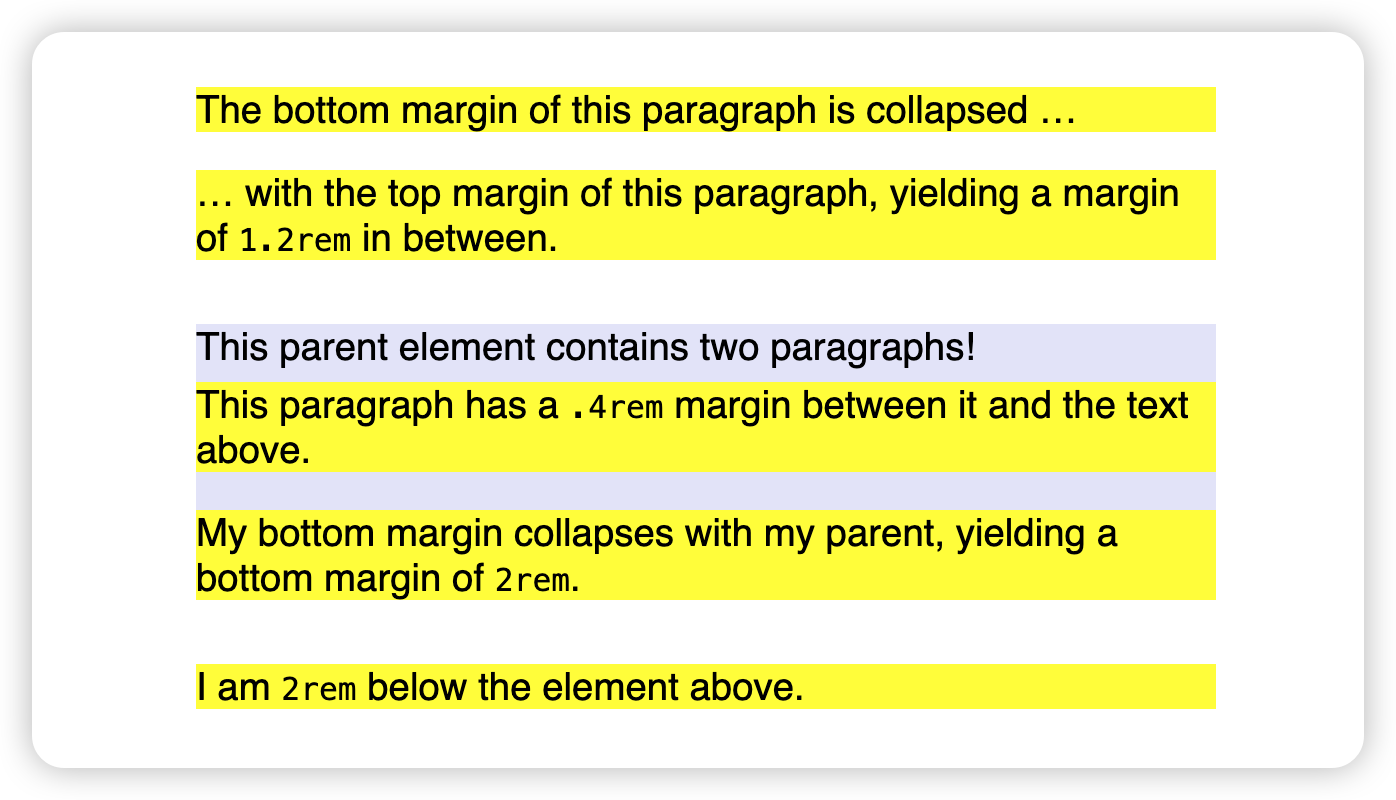 The bottom margin of this paragraph is collapsed …
… with the top margin of this paragraph, yielding a margin
of 1.2rem in between.
This parent element contains two paragraphs!
This paragraph has a .4rem margin between it and the text
above.
My bottom margin collapses with my parent, yielding a
bottom margin of 2rem.
I am 2rem below the element above.